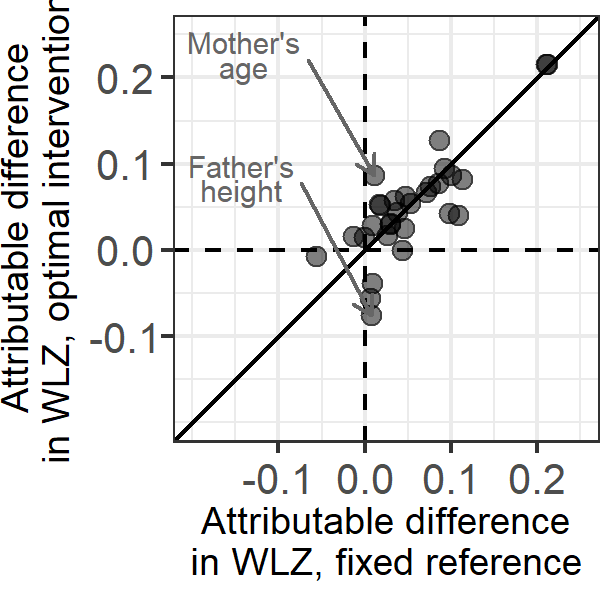 Attributable difference
in WLZ, optimal intervention
Mother's
age
Father's
height
0.2
0.1
0.0
-0.1
-0.1 0.0 0.1 0.2
Attributable difference
in WLZ, fixed reference